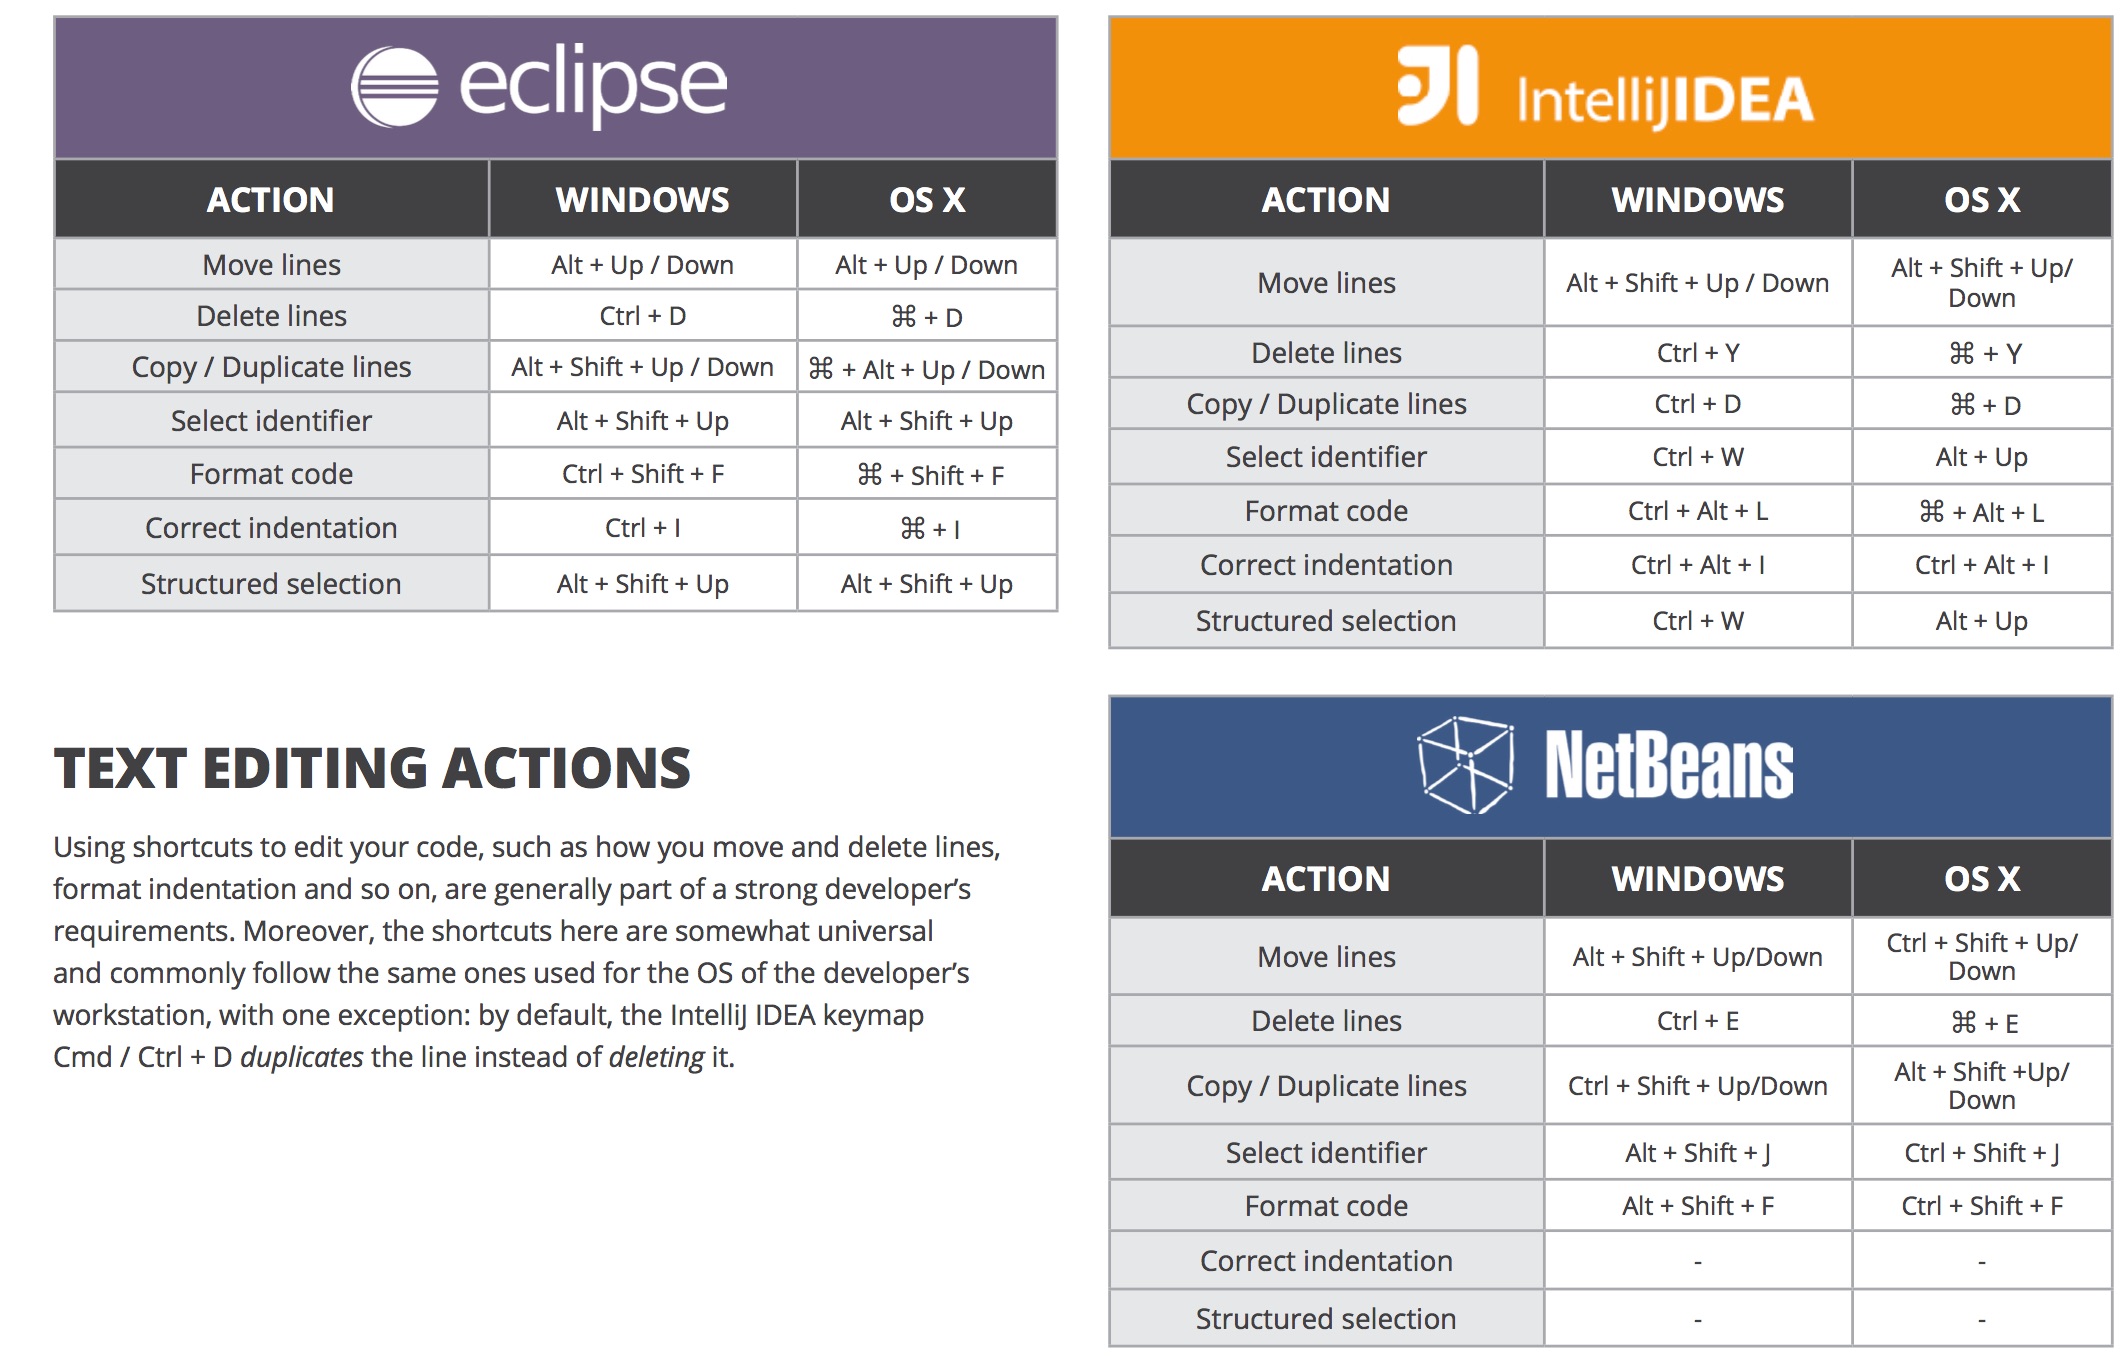 eclipse
ACTION WINDOWS OS X
Move lines Alt + Up / Down Alt + Up / Down
Delete lines Ctrl + D ⌘ + D
Copy / Duplicate lines Alt + Shift + Up / Down ⌘ + Alt + Up / Down
Select identifier Alt + Shift + Up Alt + Shift + Up
Format code Ctrl + Shift + F ⌘ + Shift + F
Correct indentation Ctrl + I ⌘ + I
Structured selection Alt + Shift + Up Alt + Shift + Up
IntelliJIDEA
ACTION WINDOWS OS X
Move lines Alt + Shift + Up / Down Alt + Shift + Up/
Down
Delete lines Ctrl + Y ⌘ + Y
Copy / Duplicate lines Ctrl + D ⌘ + D
Select identifier Ctrl + W Alt + Up
Format code Ctrl + Alt + L ⌘ + Alt + L
Correct indentation Ctrl + Alt + I Ctrl + Alt + I
Structured selection Ctrl + W Alt + Up
TEXT EDITING ACTIONS
Using shortcuts to edit your code, such as how you move and delete lines,
format indentation and so on, are generally part of a strong developer’s
requirements. Moreover, the shortcuts here are somewhat universal
and commonly follow the same ones used for the OS of the developer’s
workstation, with one exception: by default, the IntelliJ IDEA keymap
Cmd / Ctrl + D duplicates the line instead of deleting it.
NetBeans
ACTION WINDOWS OS X
Move lines Alt + Shift + Up/Down Ctrl + Shift + Up/
Down
Delete lines Ctrl + E ⌘ + E
Copy / Duplicate lines Ctrl + Shift + Up/Down Alt + Shift +Up/
Down
Select identifier Alt + Shift + J Ctrl + Shift + J
Format code Alt + Shift + F Ctrl + Shift + F
Correct indentation - -
Structured selection - -